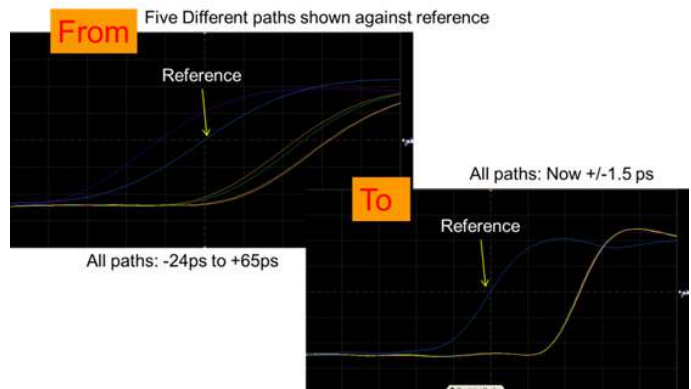 Five Different paths shown against reference
From
Reference
All paths: Now +/-1.5 ps
To
Reference
All paths: -24ps to +65ps